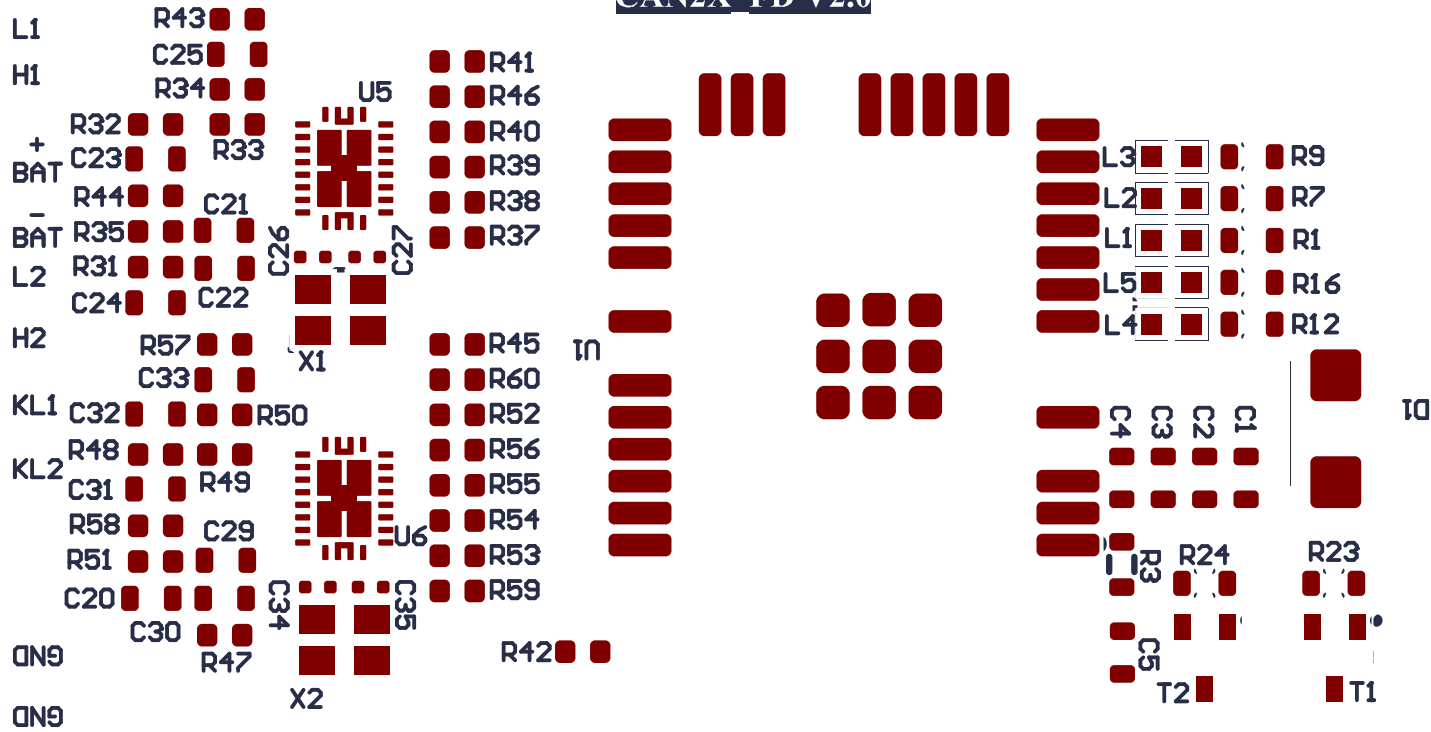 CAN2X_FD V2.0
L1
R43
C25
R41
H1
R34
U5
R46
R32
R33
R40
+
BAT
C23
R39
L3
R9
R44
C21
R38
L2
R7
-
BAT
R35
C26
C27
R37
L1
R1
L2
R31
C22
L5
R16
C24
H2
R57
X1
R45
U1
L4
R12
C33
R60
KL1
C32
R50
R52
C4
C3
C2
C1
D1
R48
R56
KL2
R49
C31
R55
R58
C29
U6
R54
R51
R53
R3
R24
R23
C20
C34
C35
R59
C30
R47
R42
C5
GND
X2
T2
T1
GND